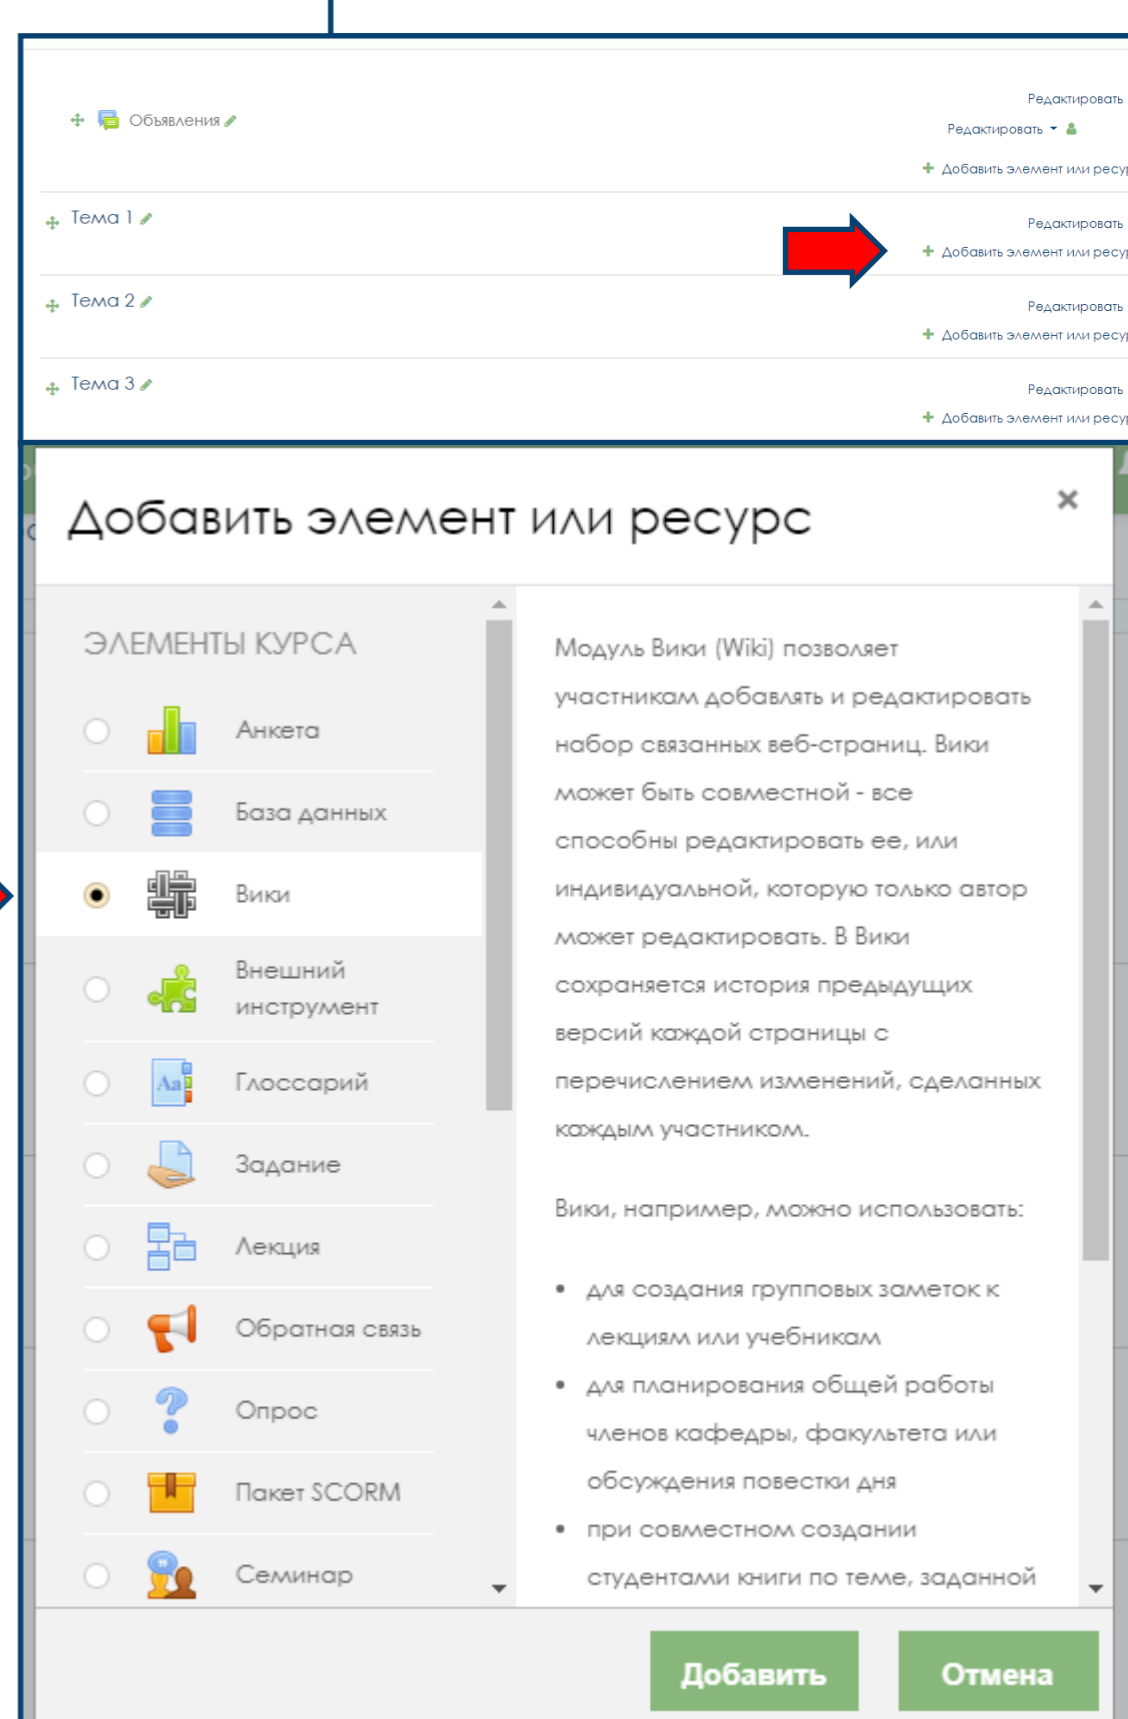 Редактировать
Объявления
Редактировать
+ Добавить элемент или ресур
Тема 1
Редактировать
+ Добавить элемент или ресур
Тема 2
Редактировать
+ Добавить элемент или ресур
Тема 3
Редактировать
+ Добавить элемент или ресур
Добавить элемент или ресурс
×
ЭЛЕМЕНТЫ КУРСА
Анкета
База данных
Вики
Внешний
инструмент
Глоссарий
Задание
Лекция
Обратная связь
Опрос
Пакет SCORM
Семинар
Модуль Вики (Wiki) позволяет
участникам добавлять и редактировать
набор связанных веб-страниц. Вики
может быть совместной - все
способны редактировать ее, или
индивидуальной, которую только автор
может редактировать. В Вики
сохраняется история предыдущих
версий каждой страницы с
перечислением изменений, сделанных
каждым участником.
Вики, например, можно использовать:
• для создания групповых заметок к
лекциям или учебникам
• для планирования общей работы
членов кафедры, факультета или
обсуждения повестки дня
• при совместном создании
студентами книги по теме, заданной
Добавить
Отмена